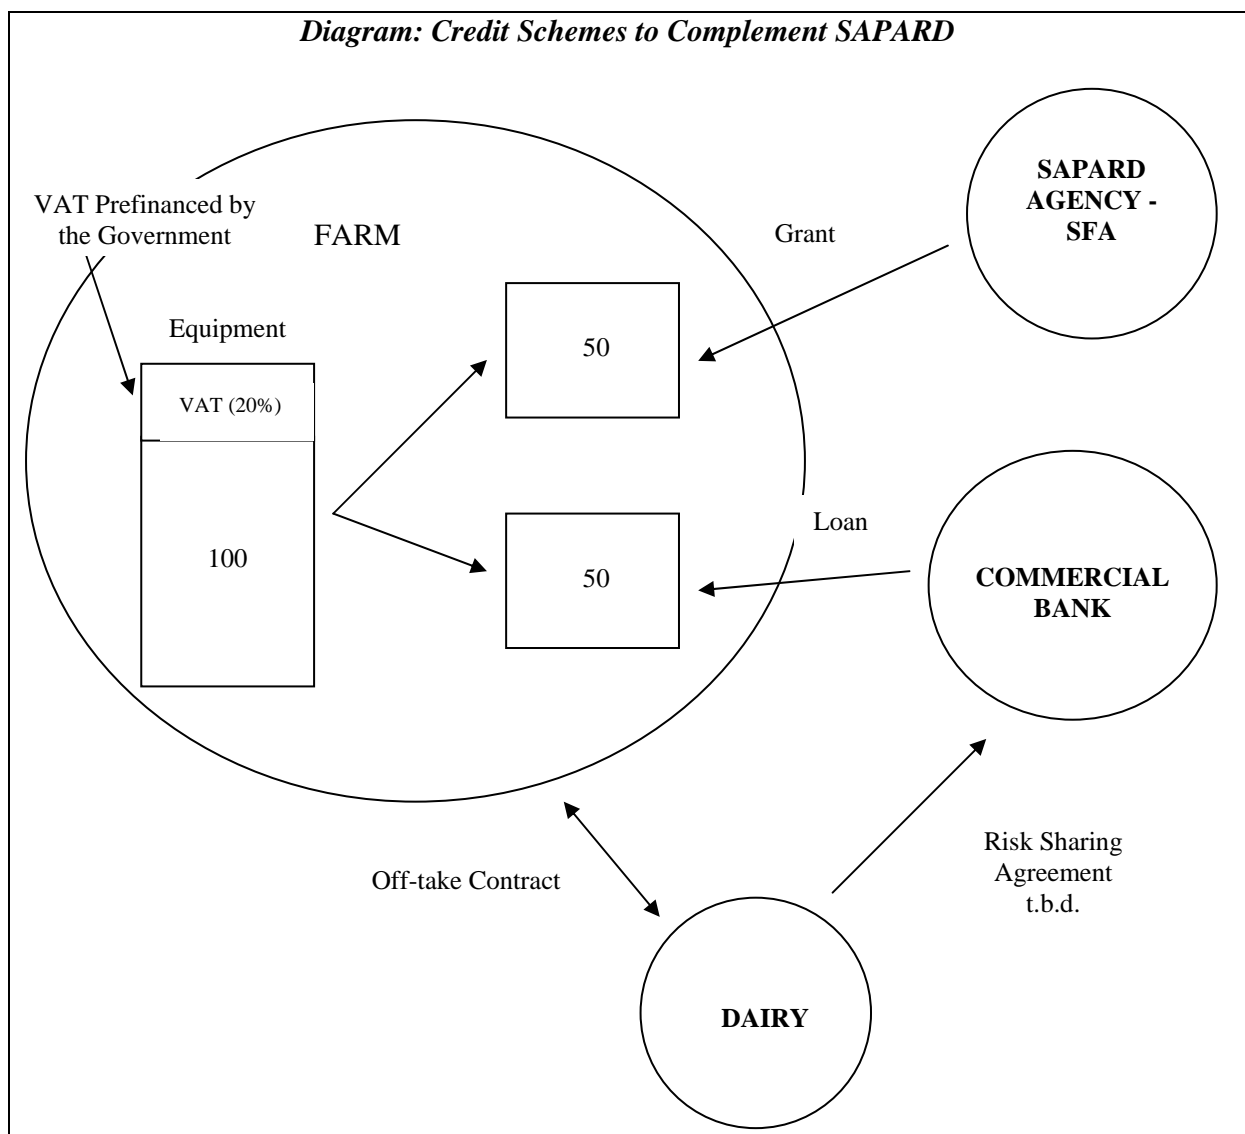 Diagram: Credit Schemes to Complement SAPARD
SAPARD
AGENCY -
SFA
VAT Prefinanced by
the Government
FARM
Grant
Equipment
50
VAT (20%)
100
50
Loan
COMMERCIAL
BANK
Off-take Contract
Risk Sharing
Agreement
t.b.d.
DAIRY